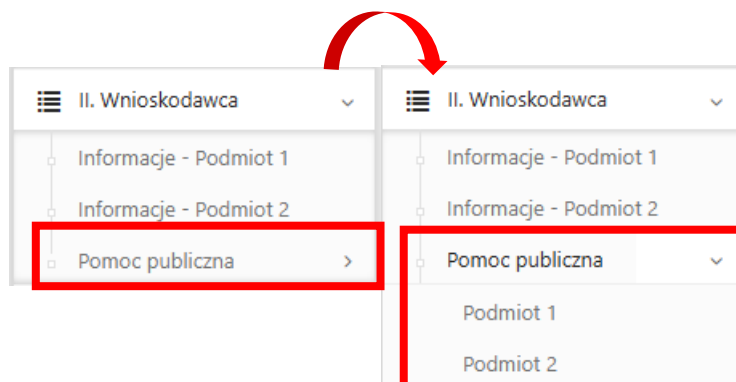 II. Wnioskodawca
Informacje - Podmiot 1
Informacje - Podmiot 2
Pomoc publiczna
II. Wnioskodawca
Informacje - Podmiot 1
Informacje - Podmiot 2
Pomoc publiczna
Podmiot 1
Podmiot 2